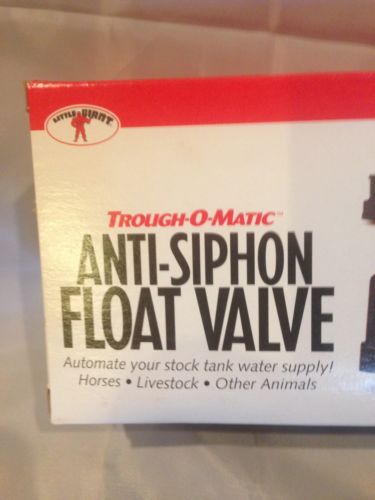 LITTLE GIANT
TROUGH-O-MATIC™
ANTI-SIPHON
FLOAT VALVE
Automate your stock tank water supply!
Horses • Livestock • Other Animals